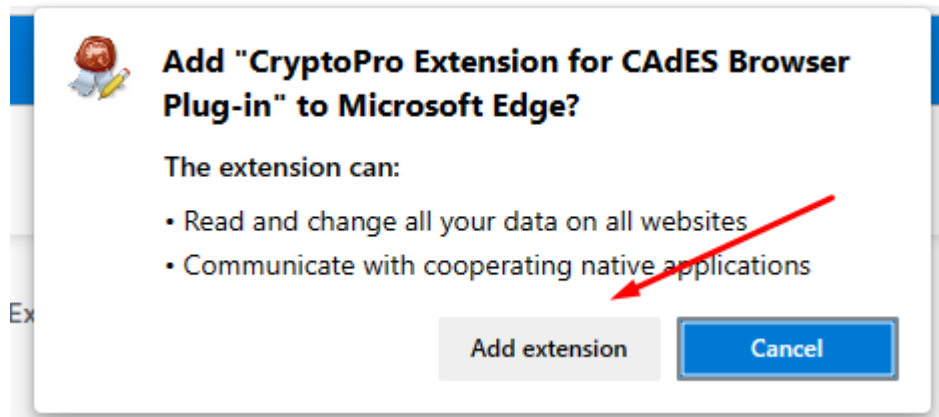 Add "CryptoPro Extension for CAdES Browser
Plug-in" to Microsoft Edge?
The extension can:
• Read and change all your data on all websites
• Communicate with cooperating native applications
Ex
Add extension
Cancel